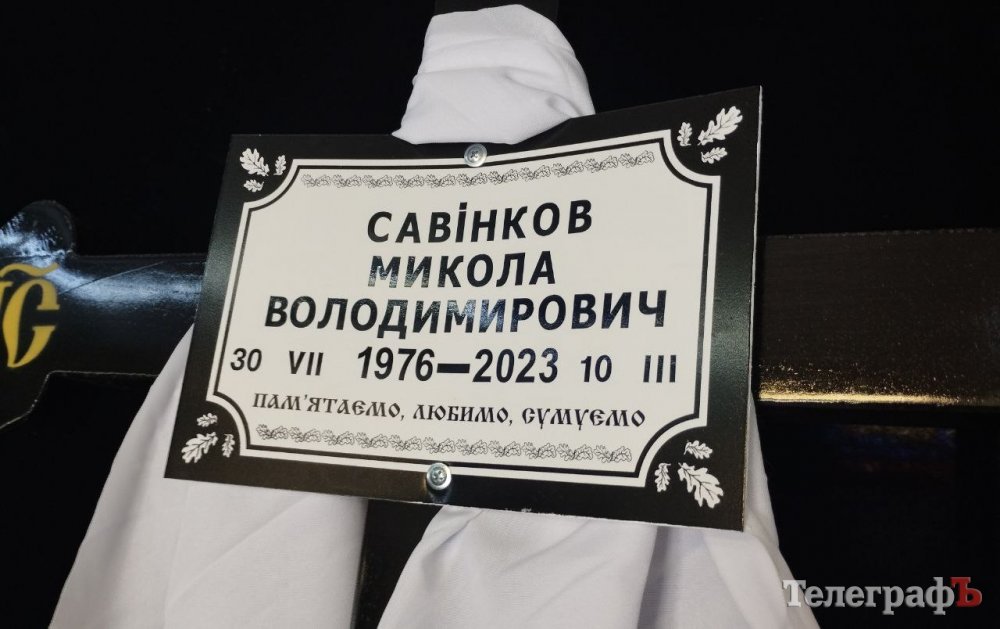 САВІНКОВ
МИКОЛА
ВОЛОДИМИРОВИЧ
30 VII 1976—2023 10 III
ПАМ'ЯТАЄМО, ЛЮБИМО, СУМУЄМО
ТелеграфЪ